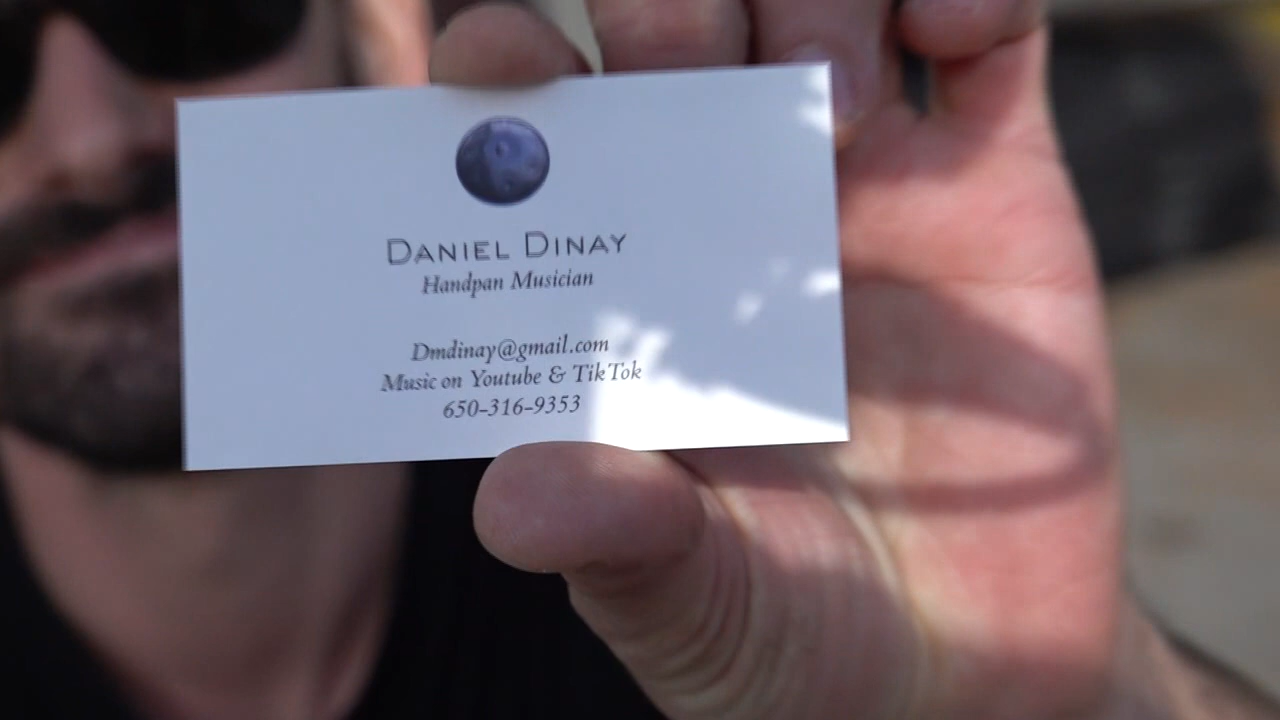 DANIEL DINAY
Handpan Musician
Dmdinay@gmail.com
Music on Youtube & TikTok
650-316-9353